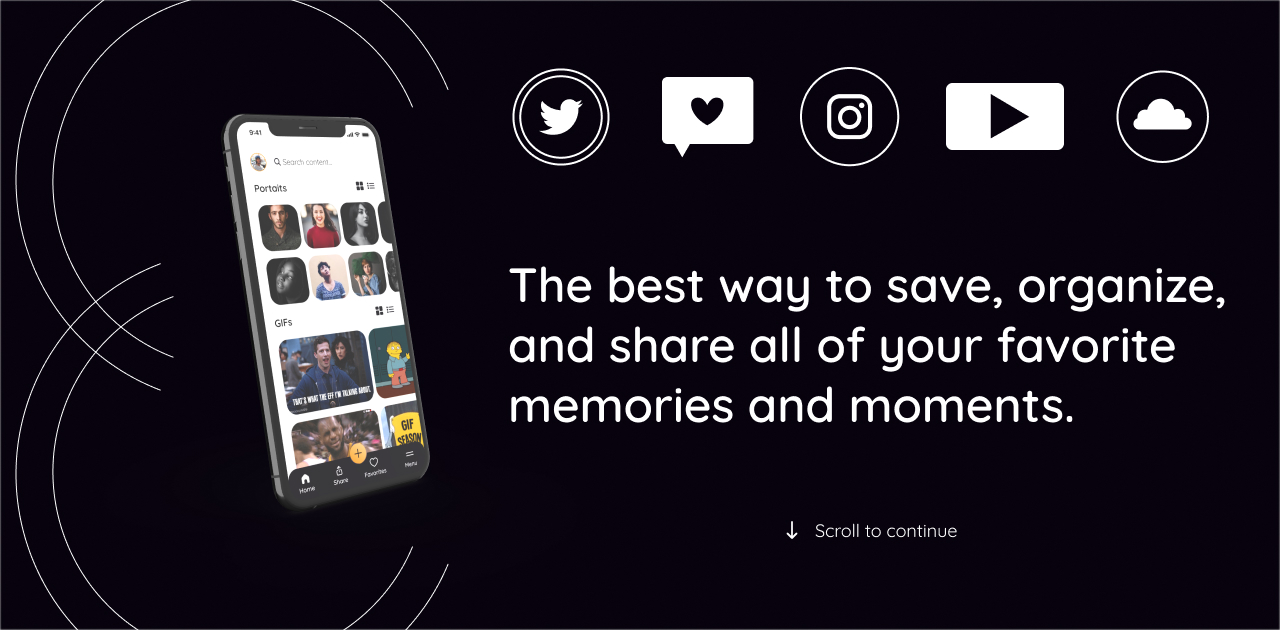 9:41
Search content...
Portaits
GIFs
THAT'S WHAT THE EFF I'M TALKING ABOUT.
GIF
SEASON
Home
Share
Favorites
Menu
The best way to save, organize,
and share all of your favorite
memories and moments.
↓ Scroll to continue